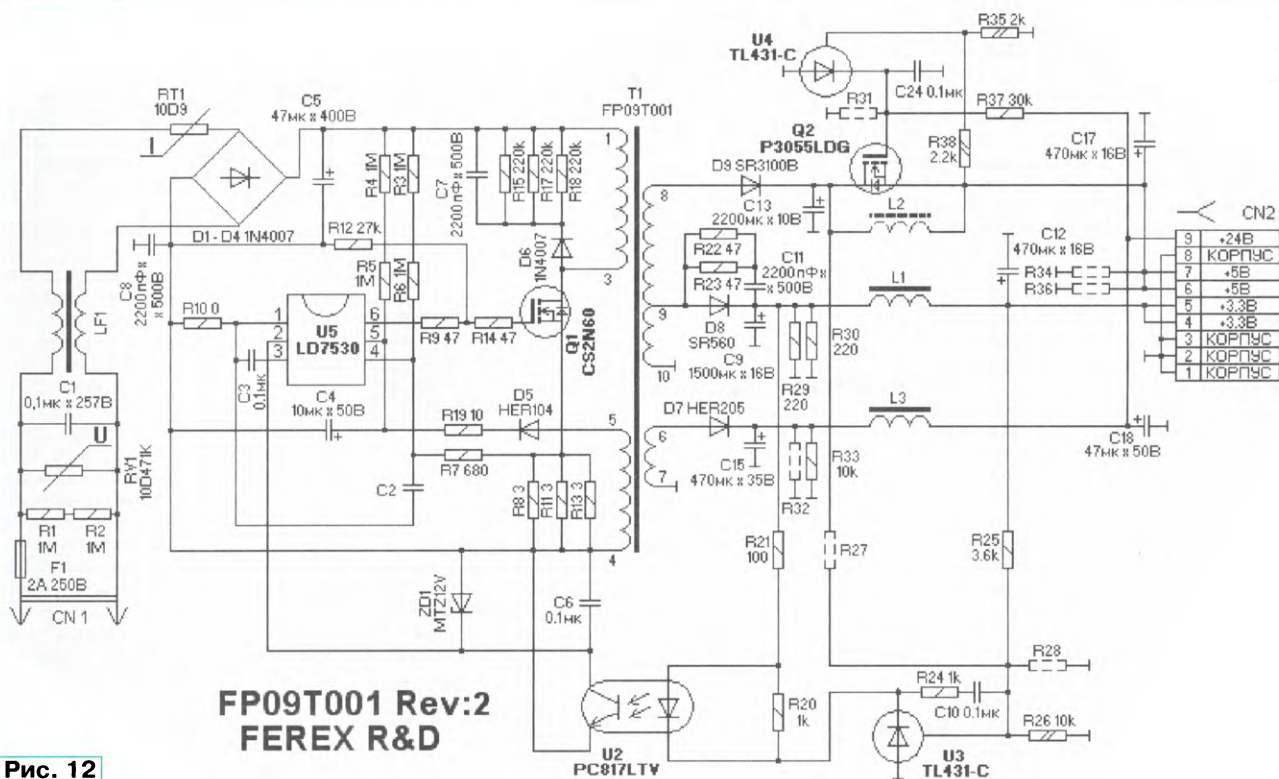 R35 2k
U4
TL431-C
RT1
10D9
I
C5
47мк x 400В
T1
FP09T001
C24 0.1мк
R31
R37 30k
Q2
P3055LDG
R38
2.2k
C17
470мк x 16В
R4 1M
R3 1M
C7
2200пФ x 500В
R15 220k
R17 220k
R18 220k
1
D9 SR3100B
8
C13
2200мк x 10В
L2
CN2
R12 27k
D1 - D4 1N4007
D6
1N4007
3
R22 47
R23 47
C11
2200пФ x 500В
C12
470мк x 16В
R34
R36
9 +24В
8 КОРПУС
7 +5В
6 +5В
5 +3.3В
4 +3.3В
3 КОРПУС
2 КОРПУС
1 КОРПУС
C8
2200пФ x 500В
R5
1M
R6 1M
LF1
R10 0
1
2
3
U5
LD7530
6
5
4
R9 47
R14 47
Q1
CS2N60
9
L1
D8
SR560
C9
1500мк x 16В
R30
220
R29
220
10
C3
0.1мк
C1
0,1мк x 257В
C4
10мк x 50В
R19 10
D5
HER104
5
6
D7 HER205
L3
U
RV1
10D471K
R7 680
C2
R8 3
R11 3
R13 3
7
C15
470мк x 35В
R33
10k
R32
C18
47мк x 50В
R1
1M
R2
1M
F1
2А 250В
4
R21
100
R27
R25
3.6k
CN 1
ZD1
MTZ12V
C6
0.1мк
R28
R20
1k
R24 1k
C10 0.1мк
R26 10k
FP09T001 Rev:2
FEREX R&D
U2
PC817LTV
U3
TL431-C
Рис. 12